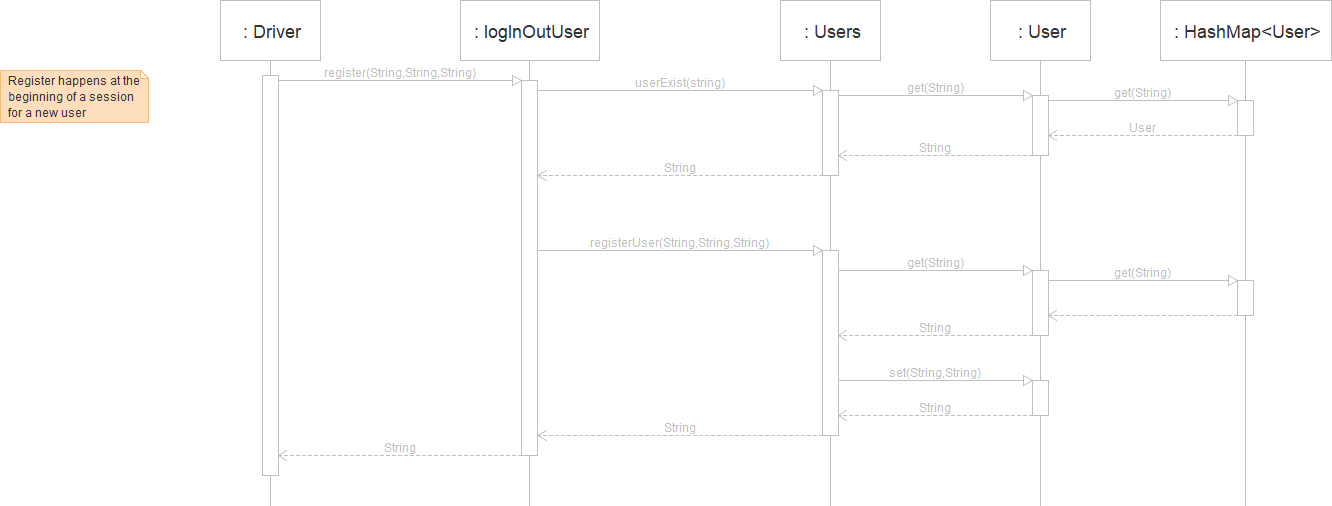 : Driver
: logInOutUser
: Users
: User
: HashMap<User>
Register happens at the
beginning of a session
for a new user
register(String,String,String)
userExist(string)
get(String)
get(String)
User
String
String
registerUser(String,String,String)
get(String)
get(String)
String
set(String,String)
String
String
String